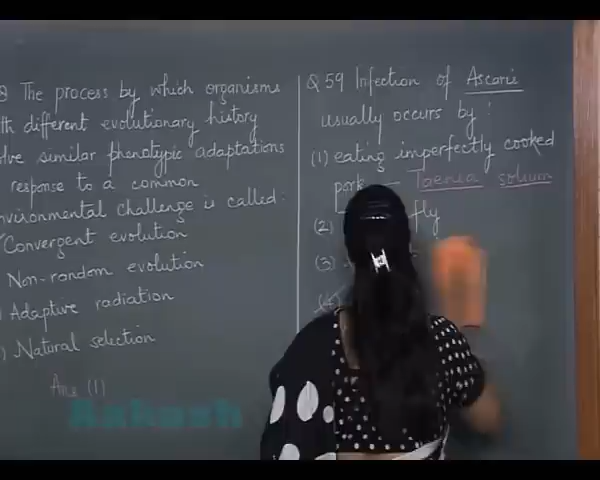 8 The process by which organisms
th different evolutionary history
lve similar phenotypic adaptations
response to a common
nvironmental challenge is called:
Convergent evolution
Non-random evolution
Adaptive radiation
) Natural selection
Ans (1)
Aakash
Q 59 Infection of Ascaris
usually occurs by :
(1) eating imperfectly cooked
pork — Taenia solium
(2) fly
(3)
(4)